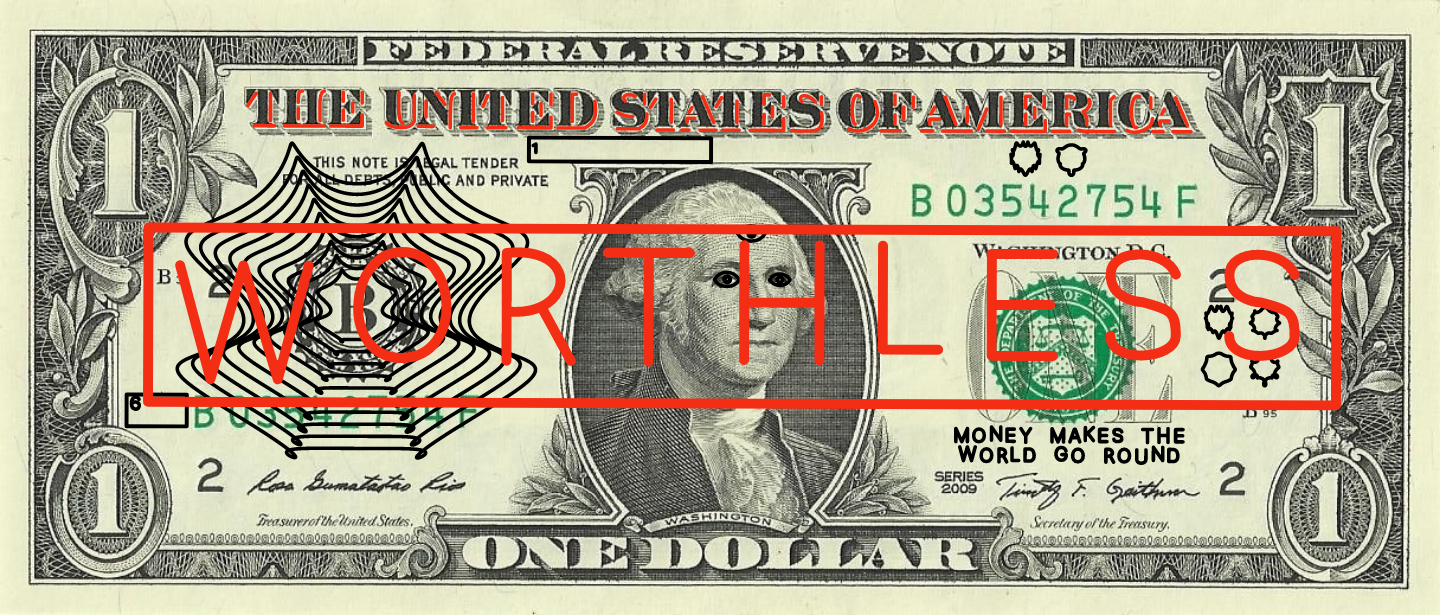 FEDERAL RESERVE NOTE
1
1
THE UNITED STATES OF AMERICA
1
THIS NOTE IS LEGAL TENDER
FOR ALL DEBTS, PUBLIC AND PRIVATE
B 03542754 F
WASHINGTON, D.C.
B
2
2
B
WORTHLESS
6
B 03542754 F
B 95
MONEY MAKES THE
WORLD GO ROUND
2
Rosa Gumataotao Rios
SERIES
2009
Timothy F. Geithner
2
Treasurer of the United States.
WASHINGTON
Secretary of the Treasury.
1
ONE DOLLAR
1